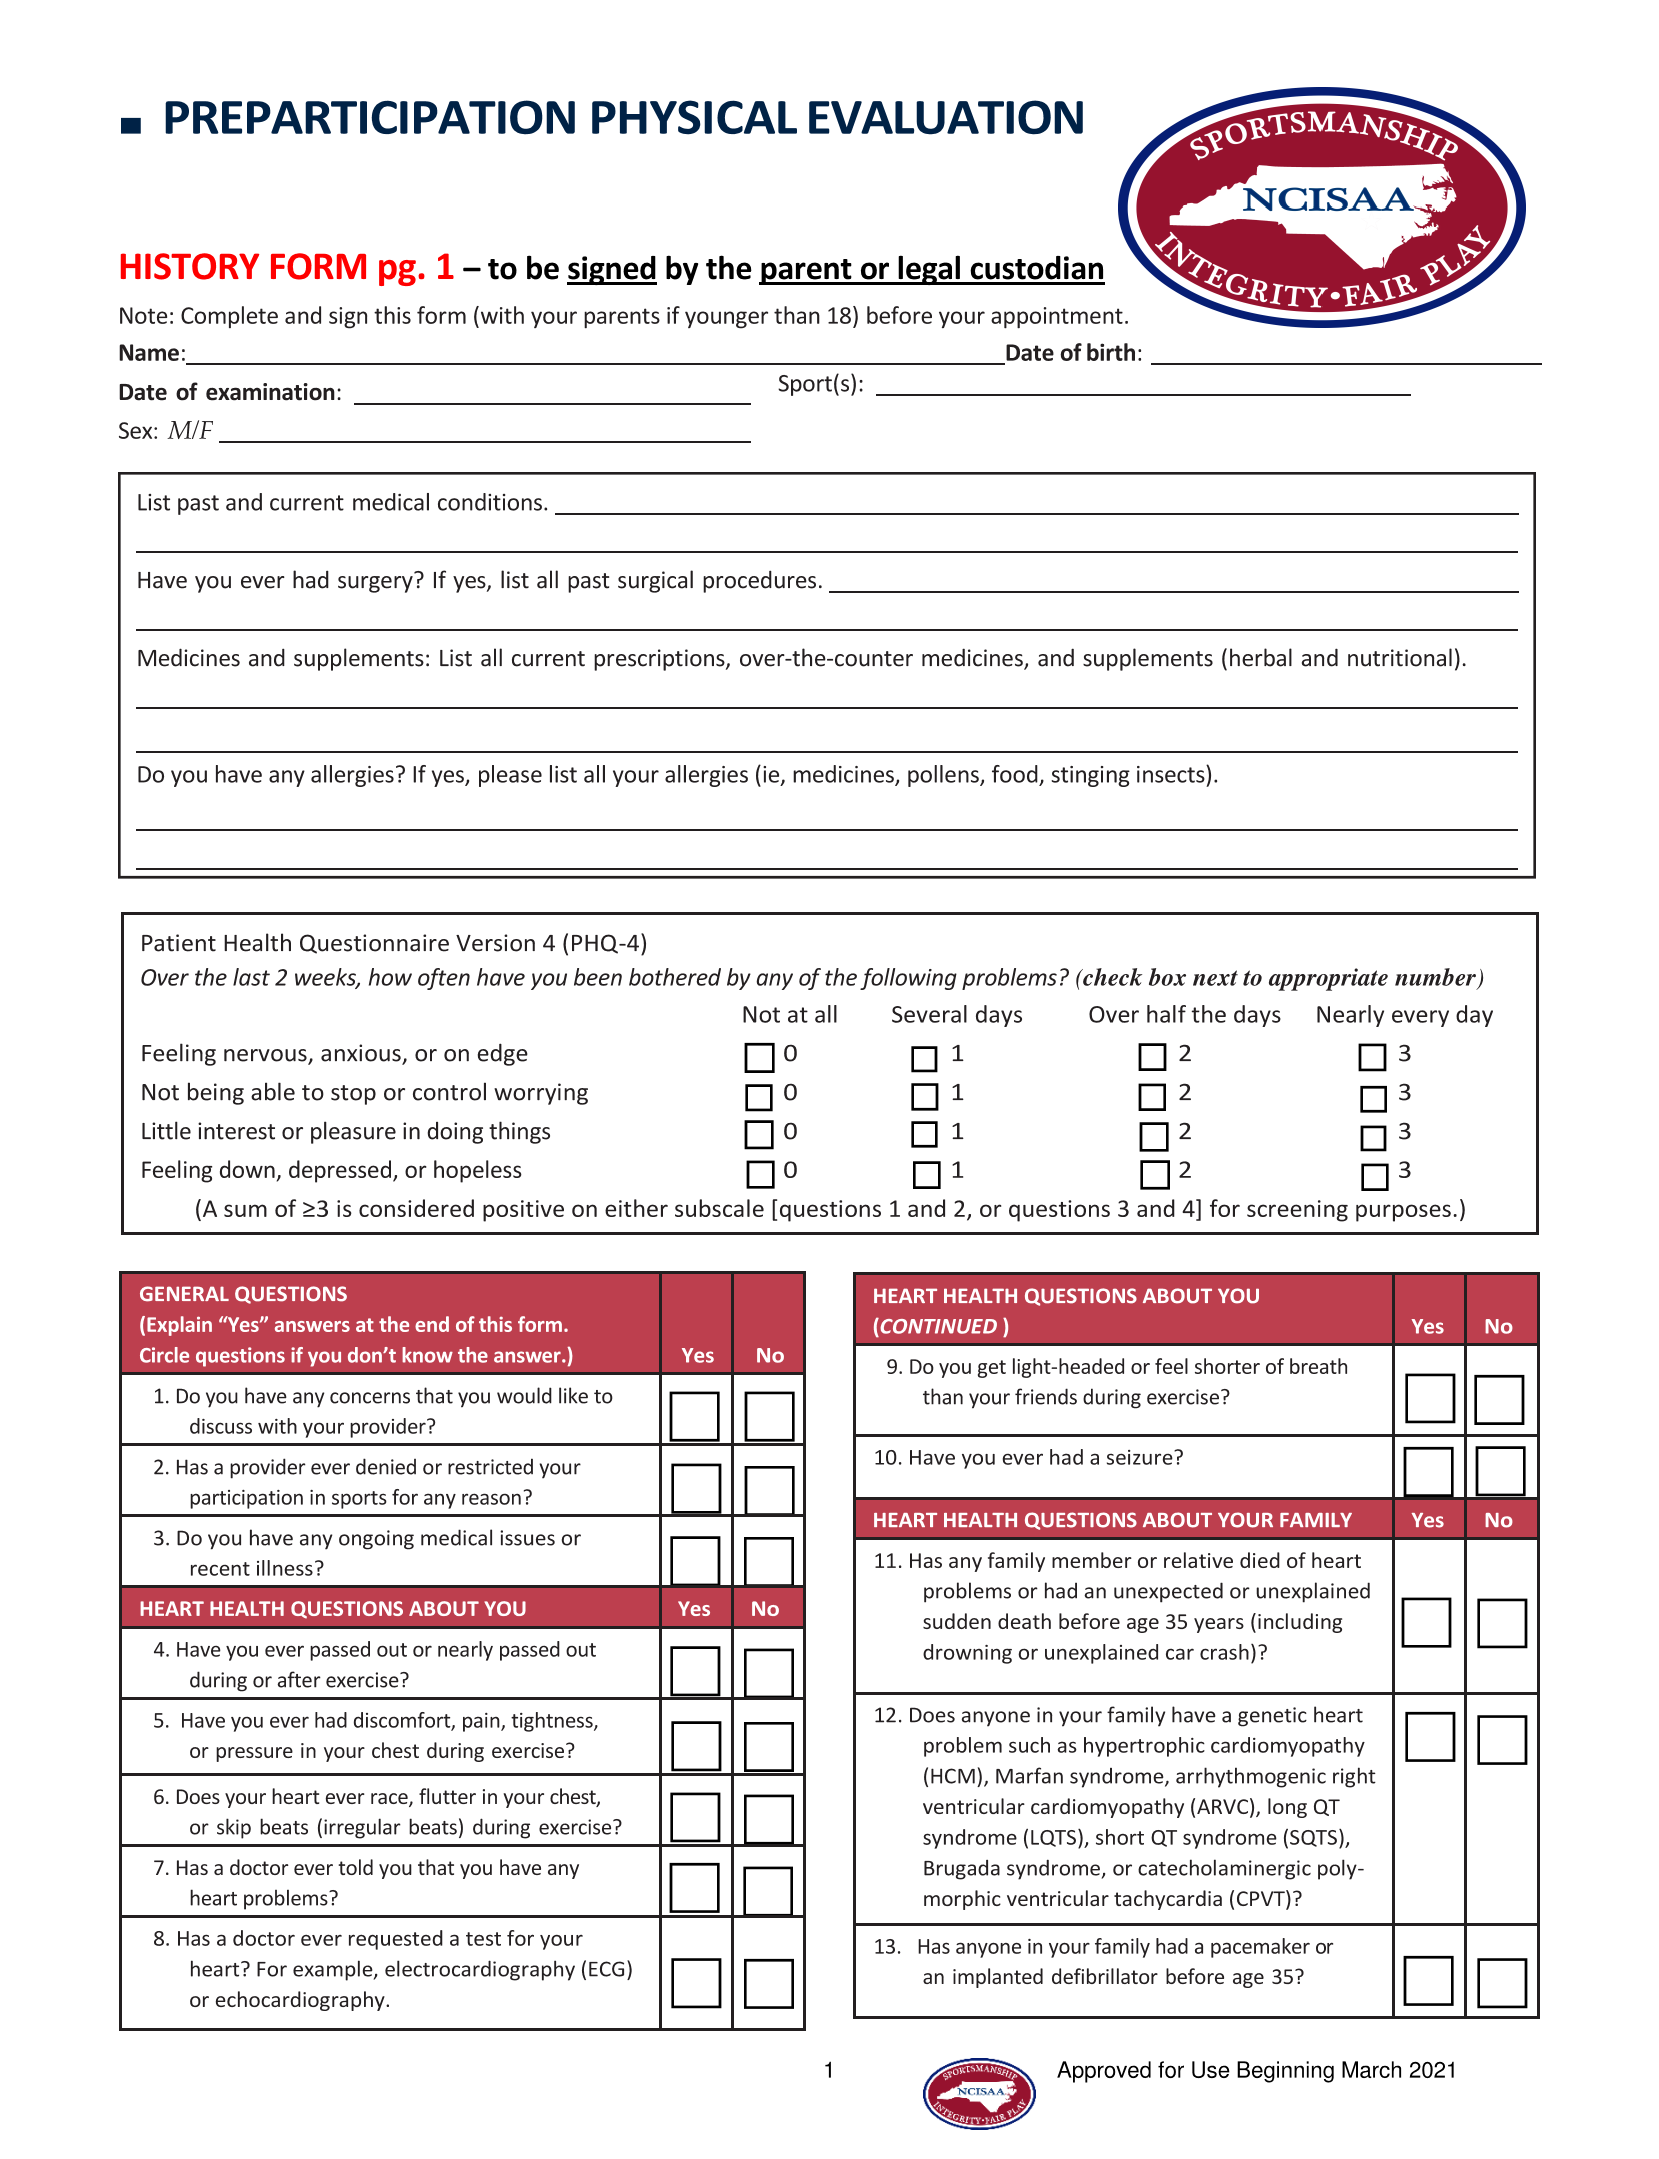 ▪ PREPARTICIPATION PHYSICAL EVALUATION
SPORTSMANSHIP
NCISAA
INTEGRITY•FAIR PLAY
HISTORY FORM pg. 1 – to be signed by the parent or legal custodian
Note: Complete and sign this form (with your parents if younger than 18) before your appointment.
Name: Date of birth:
Date of examination: Sport(s):
Sex: M/F
List past and current medical conditions.
Have you ever had surgery? If yes, list all past surgical procedures.
Medicines and supplements: List all current prescriptions, over-the-counter medicines, and supplements (herbal and nutritional).
Do you have any allergies? If yes, please list all your allergies (ie, medicines, pollens, food, stinging insects).
Patient Health Questionnaire Version 4 (PHQ-4)
Over the last 2 weeks, how often have you been bothered by any of the following problems? (check box next to appropriate number)
Not at all Several days Over half the days Nearly every day
Feeling nervous, anxious, or on edge 0 1 2 3
Not being able to stop or control worrying 0 1 2 3
Little interest or pleasure in doing things 0 1 2 3
Feeling down, depressed, or hopeless 0 1 2 3
(A sum of ≥3 is considered positive on either subscale [questions 1 and 2, or questions 3 and 4] for screening purposes.)
GENERAL QUESTIONS
(Explain “Yes” answers at the end of this form.
Circle questions if you don’t know the answer.) Yes No
1. Do you have any concerns that you would like to
discuss with your provider?
2. Has a provider ever denied or restricted your
participation in sports for any reason?
3. Do you have any ongoing medical issues or
recent illness?
HEART HEALTH QUESTIONS ABOUT YOU Yes No
4. Have you ever passed out or nearly passed out
during or after exercise?
5. Have you ever had discomfort, pain, tightness,
or pressure in your chest during exercise?
6. Does your heart ever race, flutter in your chest,
or skip beats (irregular beats) during exercise?
7. Has a doctor ever told you that you have any
heart problems?
8. Has a doctor ever requested a test for your
heart? For example, electrocardiography (ECG)
or echocardiography.
HEART HEALTH QUESTIONS ABOUT YOU
(CONTINUED ) Yes No
9. Do you get light-headed or feel shorter of breath
than your friends during exercise?
10. Have you ever had a seizure?
HEART HEALTH QUESTIONS ABOUT YOUR FAMILY Yes No
11. Has any family member or relative died of heart
problems or had an unexpected or unexplained
sudden death before age 35 years (including
drowning or unexplained car crash)?
12. Does anyone in your family have a genetic heart
problem such as hypertrophic cardiomyopathy
(HCM), Marfan syndrome, arrhythmogenic right
ventricular cardiomyopathy (ARVC), long QT
syndrome (LQTS), short QT syndrome (SQTS),
Brugada syndrome, or catecholaminergic poly-
morphic ventricular tachycardia (CPVT)?
13. Has anyone in your family had a pacemaker or
an implanted defibrillator before age 35?
1
SPORTSMANSHIP
NCISAA
INTEGRITY•FAIR PLAY
Approved for Use Beginning March 2021